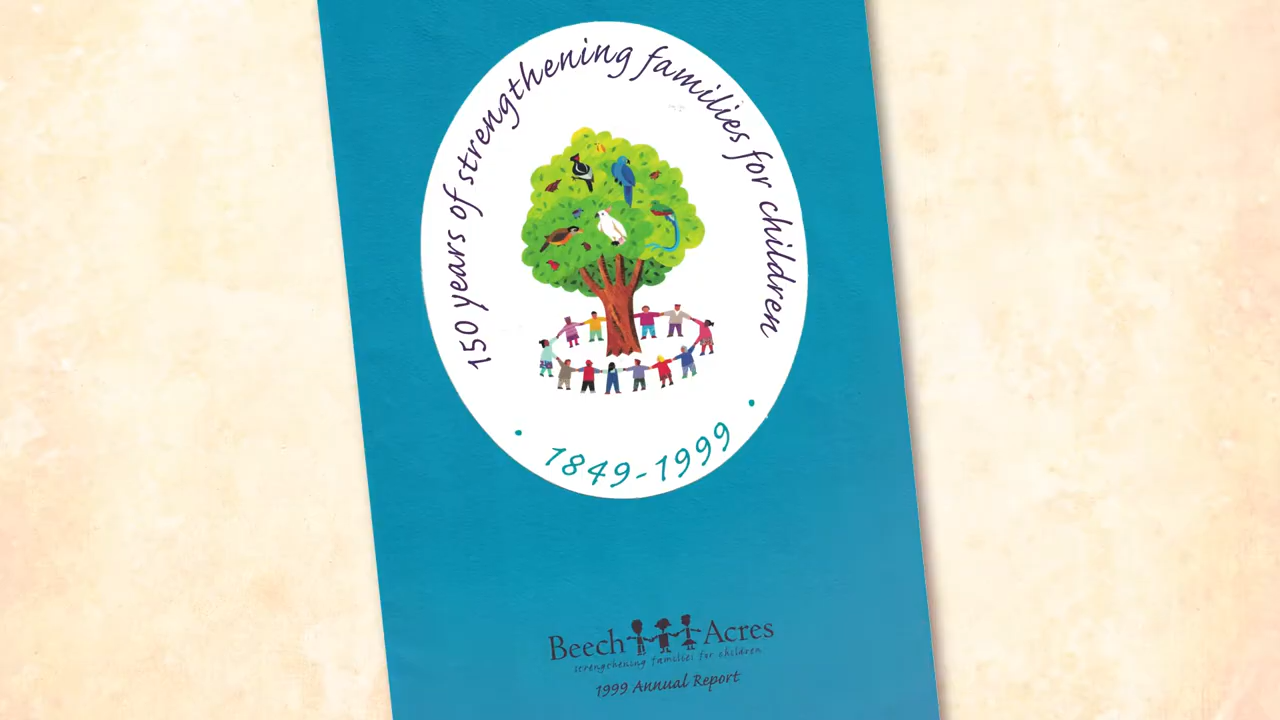 150 years of strengthening families for children
• 1849-1999 •
Beech Acres
strengthening families for children
1999 Annual Report